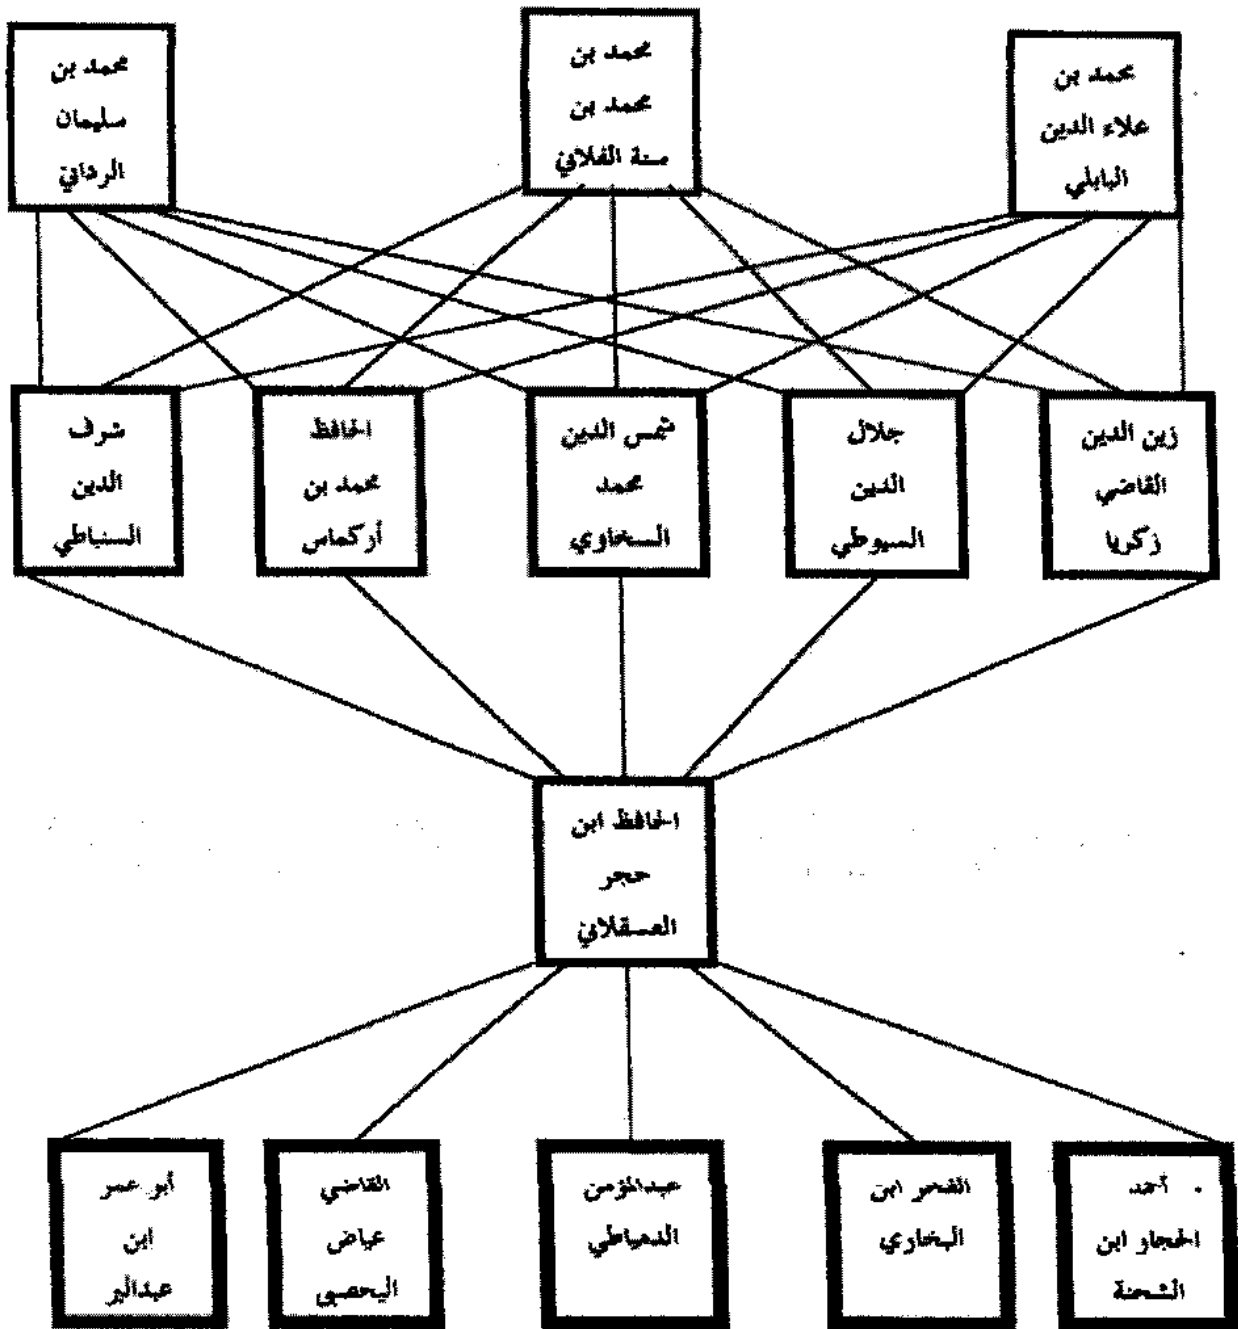 محمد بن
علاء الدين
البابلي
محمد بن
محمد بن
سنة الفلاني
محمد بن
سليمان
الرداني
زين الدين
القاضي
زكريا
جلال
الدين
السيوطي
شمس الدين
محمد
السخاوي
الحافظ
محمد بن
أركماس
شرف
الدين
السنباطي
الحافظ ابن
حجر
العسقلاني
أحمد
الحجار ابن
الشحنة
الفخر ابن
البخاري
عبدالمؤمن
الدمياطي
القاضي
عياض
اليحصبي
أبو عمر
ابن
عبدالبر